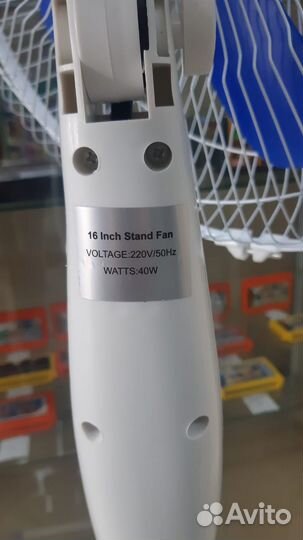 16 Inch Stand Fan
VOLTAGE:220V/50Hz
WATTS:40W
Avito